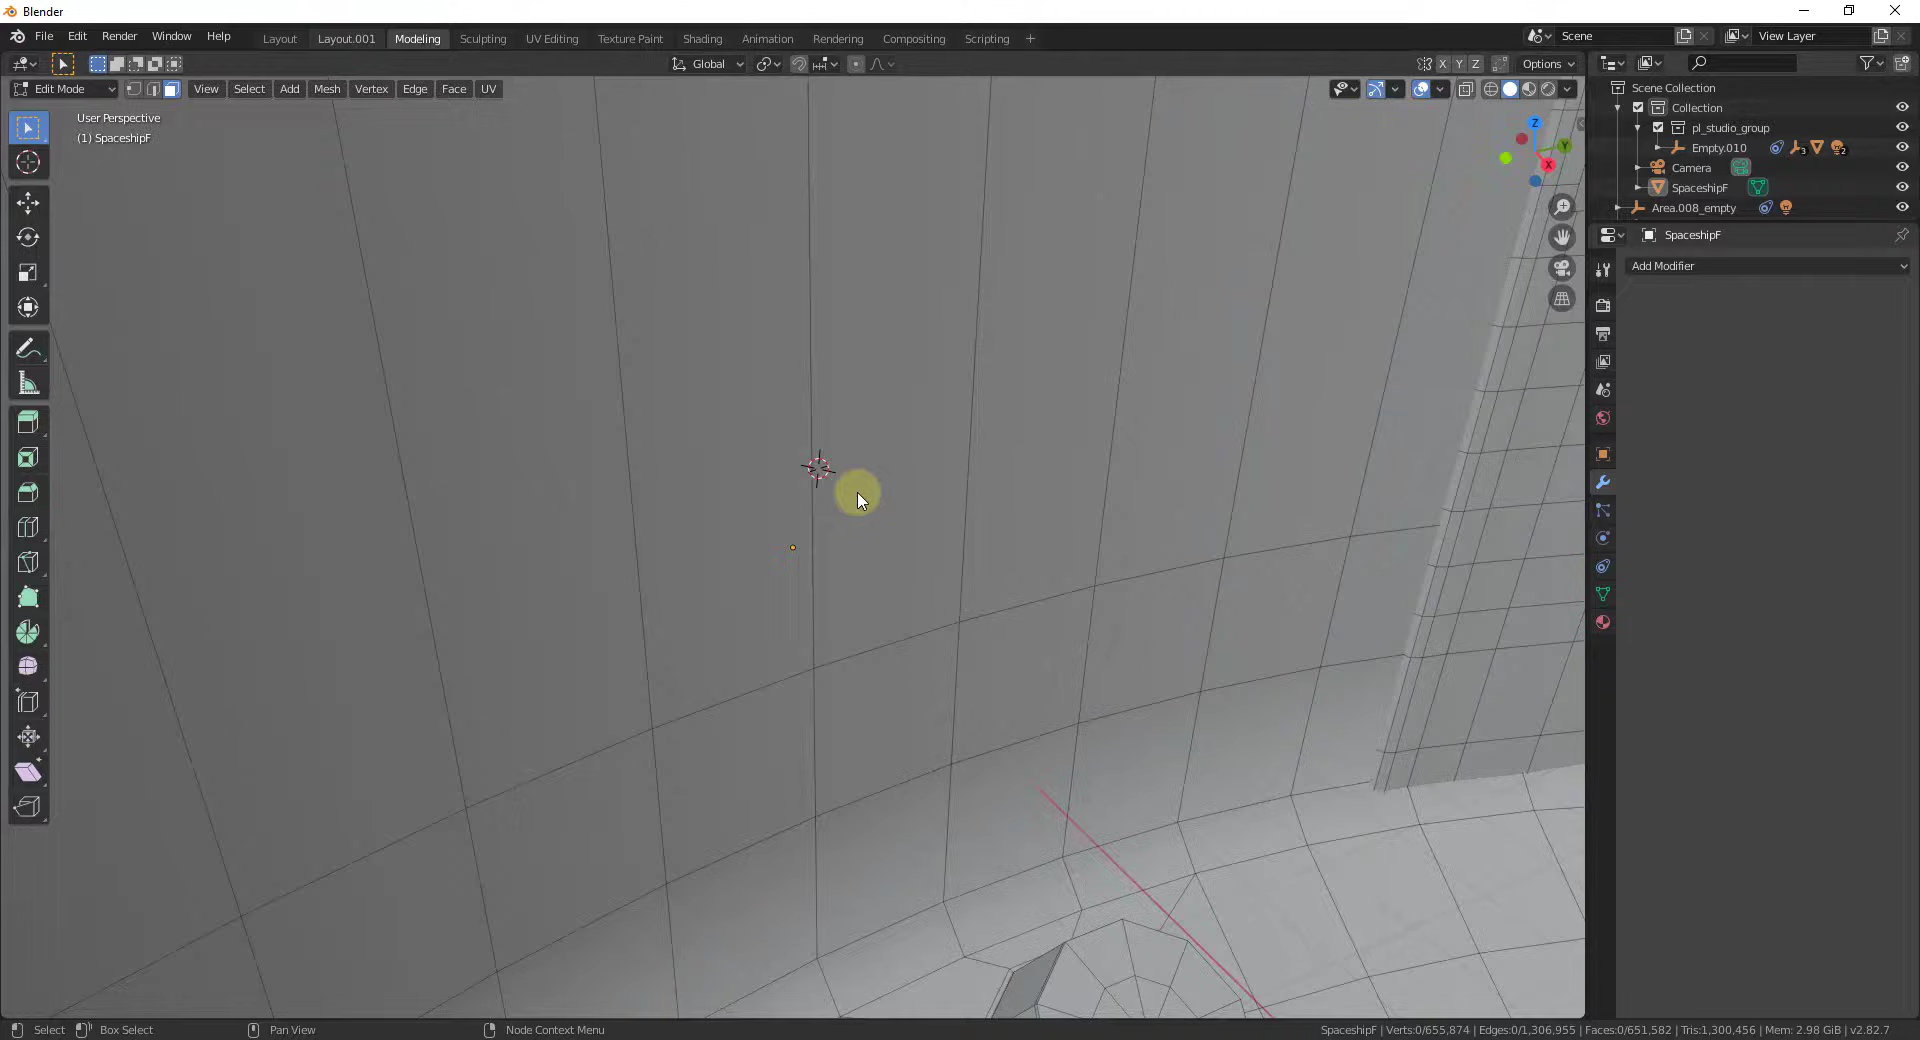 Blender
File Edit Render Window Help
Layout Layout.001 Modeling Sculpting UV Editing Texture Paint Shading Animation Rendering Compositing Scripting +
Scene View Layer
Global
X Y Z Options
Edit Mode View Select Add Mesh Vertex Edge Face UV
User Perspective
(1) SpaceshipF
Z
Y
X
Scene Collection
Collection
pl_studio_group
Empty.010 3 2
Camera
SpaceshipF
Area.008_empty
SpaceshipF
Add Modifier
Select Box Select Pan View Node Context Menu
SpaceshipF | Verts:0/655,874 | Edges:0/1,306,955 | Faces:0/651,582 | Tris:1,300,456 | Mem: 2.98 GiB | v2.82.7